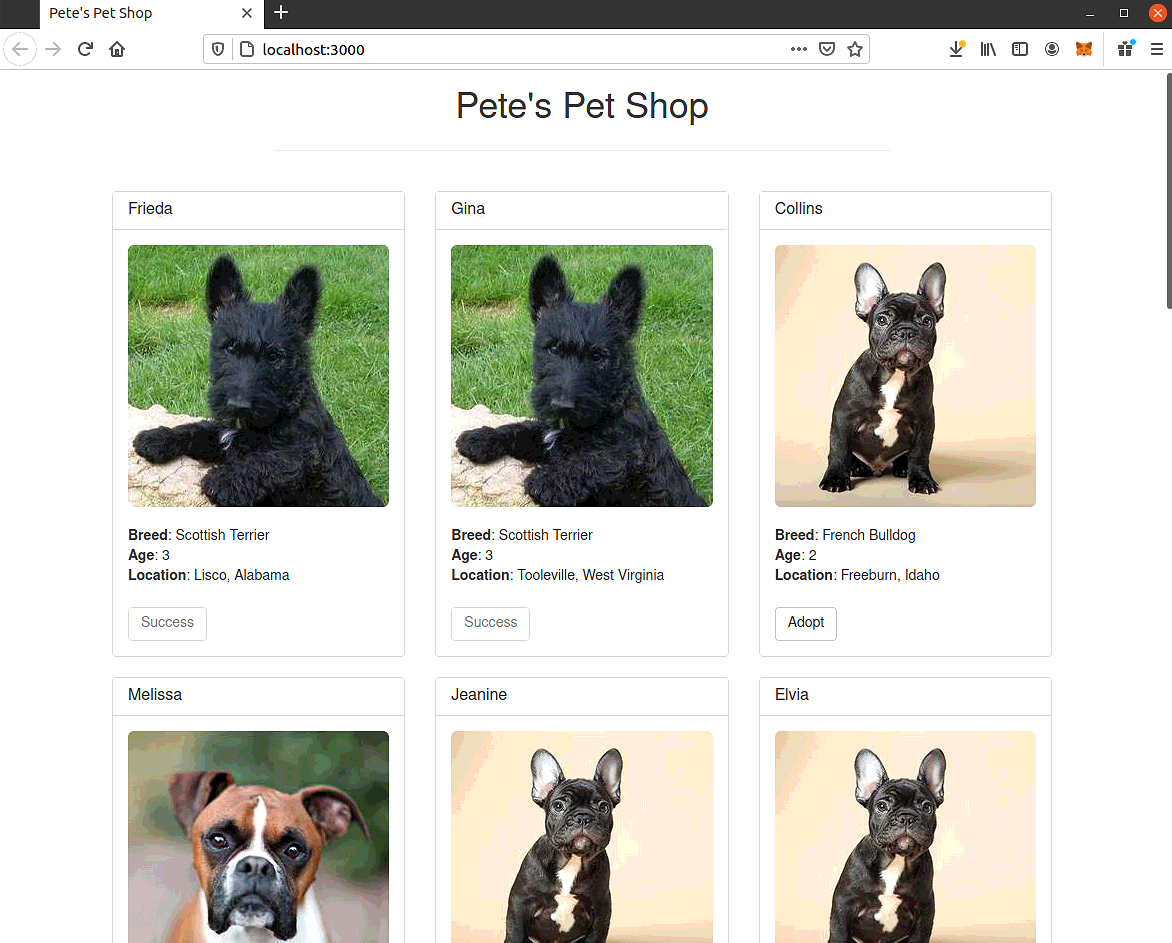 Pete's Pet Shop
localhost:3000
Pete's Pet Shop
Frieda
Gina
Collins
Breed: Scottish Terrier
Age: 3
Location: Lisco, Alabama
Success
Breed: Scottish Terrier
Age: 3
Location: Tooleville, West Virginia
Success
Breed: French Bulldog
Age: 2
Location: Freeburn, Idaho
Adopt
Melissa
Jeanine
Elvia